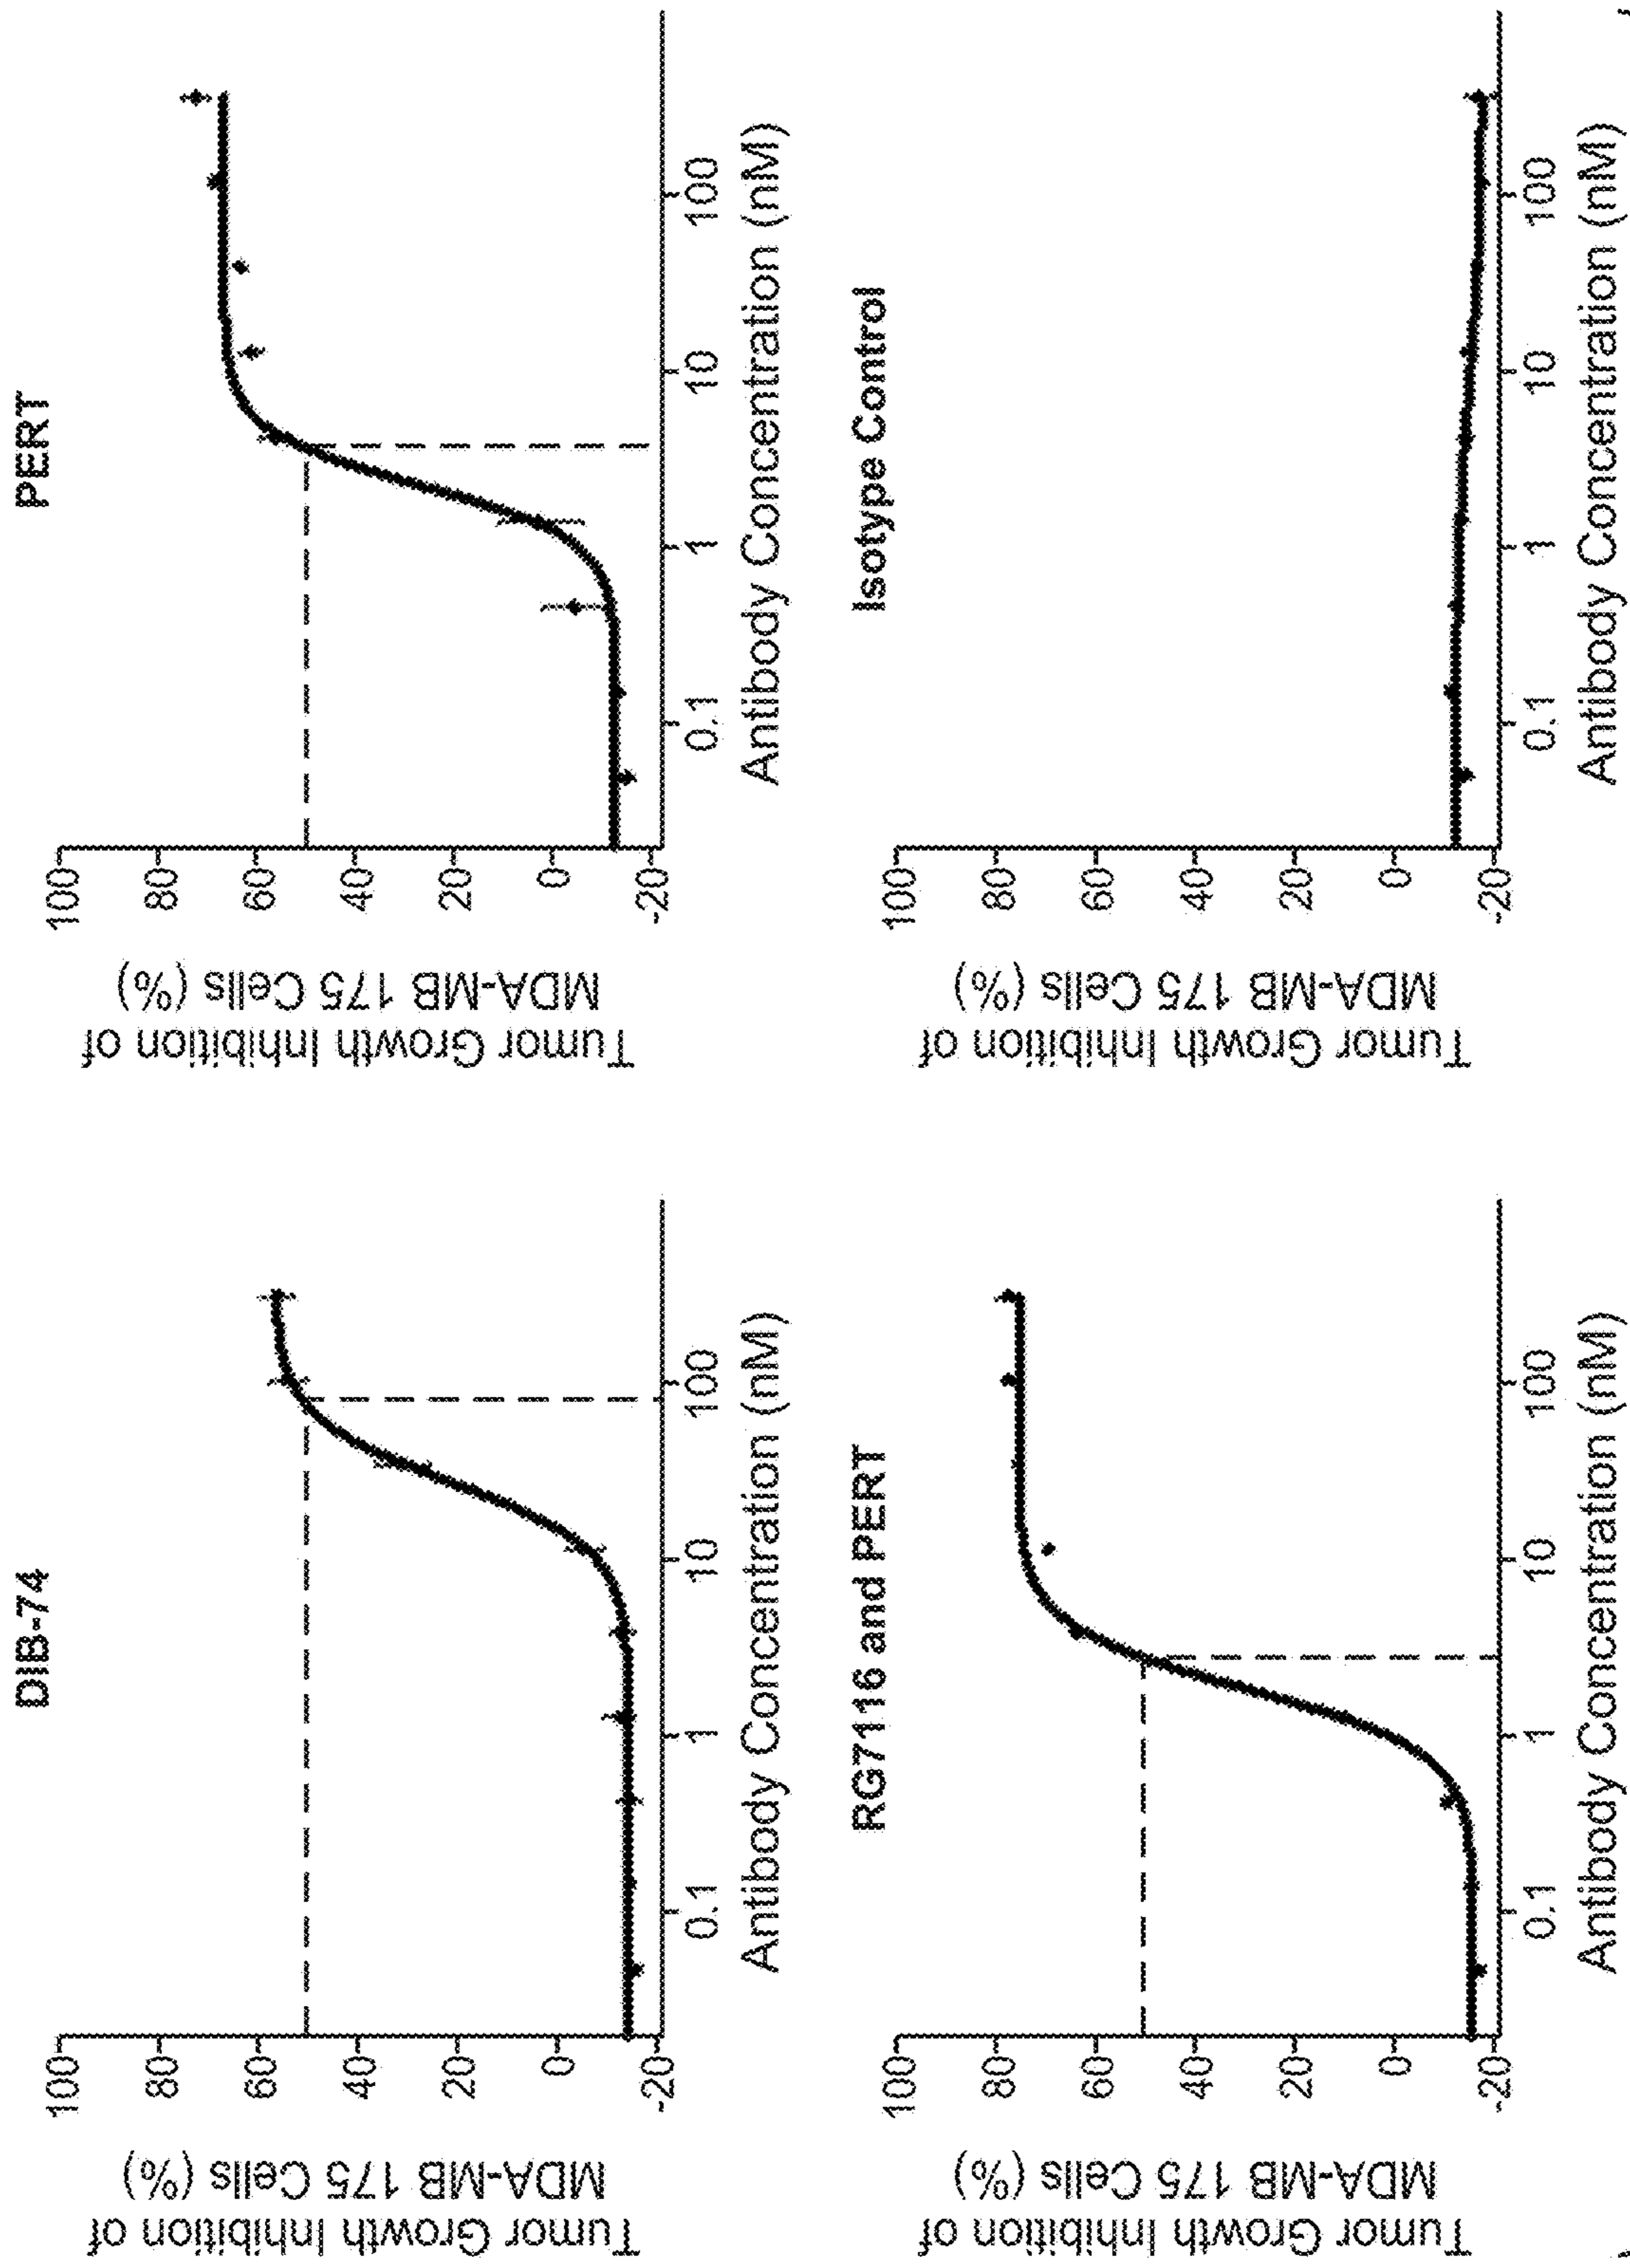 DIB-74
Tumor Growth Inhibition of
MDA-MB 175 Cells (%)
100
80
60
40
20
0
-20
0.1
1
10
100
Antibody Concentration (nM)
PERT
Tumor Growth Inhibition of
MDA-MB 175 Cells (%)
100
80
60
40
20
0
-20
0.1
1
10
100
Antibody Concentration (nM)
RG7116 and PERT
Tumor Growth Inhibition of
MDA-MB 175 Cells (%)
100
80
60
40
20
0
-20
0.1
1
10
100
Antibody Concentration (nM)
Isotype Control
Tumor Growth Inhibition of
MDA-MB 175 Cells (%)
100
80
60
40
20
0
-20
0.1
1
10
100
Antibody Concentration (nM)